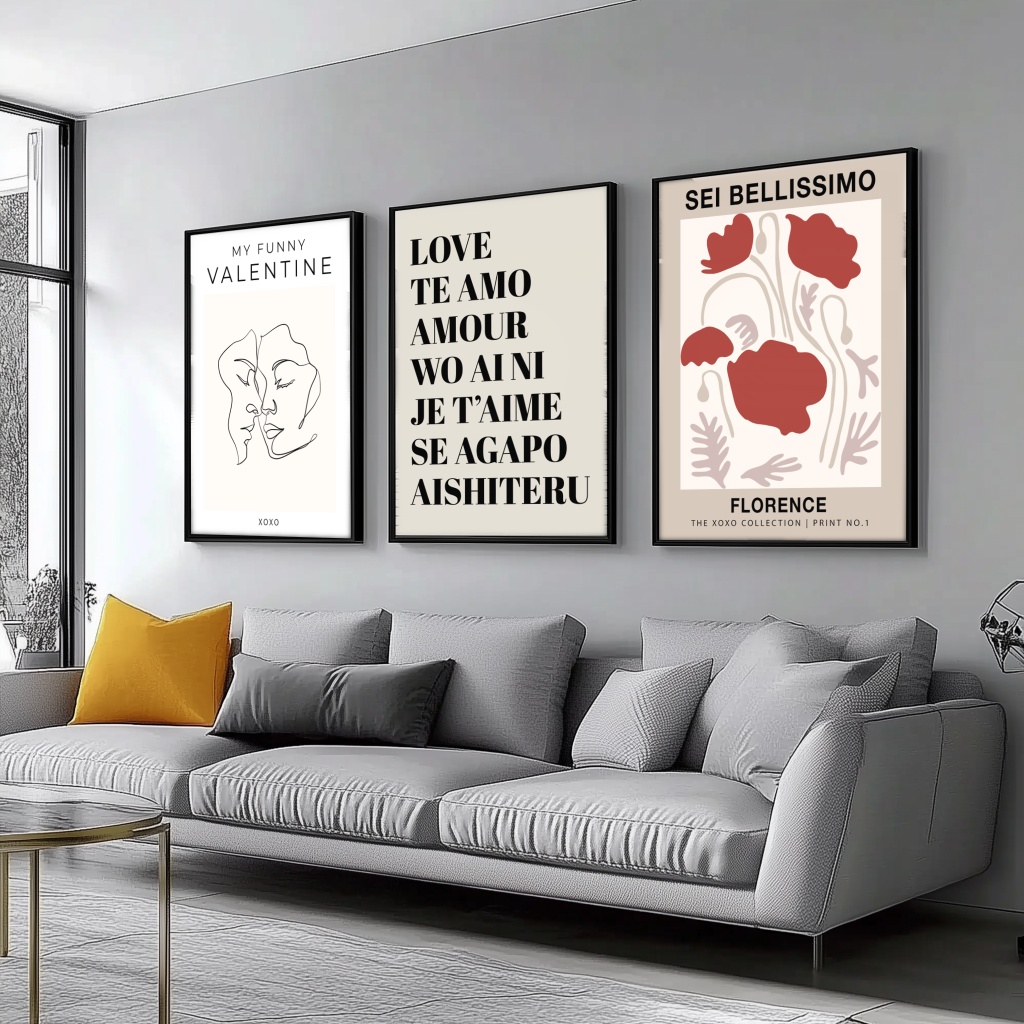 MY FUNNY
VALENTINE
XOXO
LOVE
TE AMO
AMOUR
WO AI NI
JE T'AIME
SE AGAPO
AISHITERU
SEI BELLISSIMO
FLORENCE
THE XOXO COLLECTION | PRINT NO.1